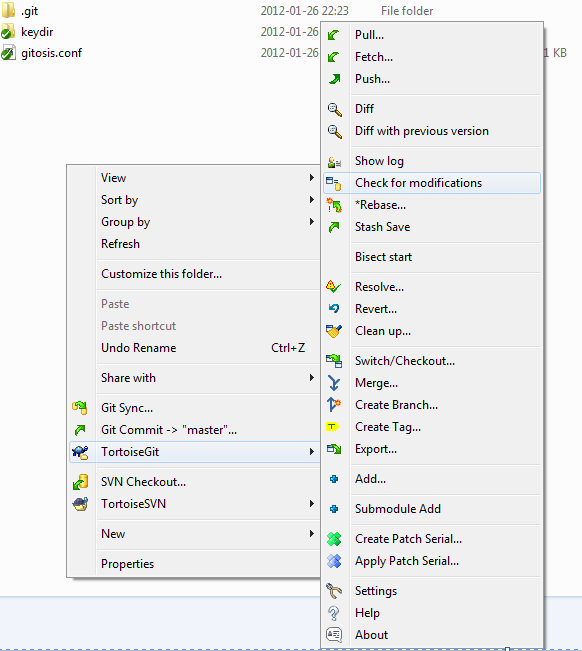 .git 2012-01-26 22:23 File folder
keydir 2012-01-26
gitosis.conf 2012-01-26 1 KB
View
Sort by
Group by
Refresh
Customize this folder...
Paste
Paste shortcut
Undo Rename Ctrl+Z
Share with
Git Sync...
Git Commit -> "master"...
TortoiseGit
SVN Checkout...
TortoiseSVN
New
Properties
Pull...
Fetch...
Push...
Diff
Diff with previous version
Show log
Check for modifications
*Rebase...
Stash Save
Bisect start
Resolve...
Revert...
Clean up...
Switch/Checkout...
Merge...
Create Branch...
Create Tag...
Export...
Add...
Submodule Add
Create Patch Serial...
Apply Patch Serial...
Settings
Help
About